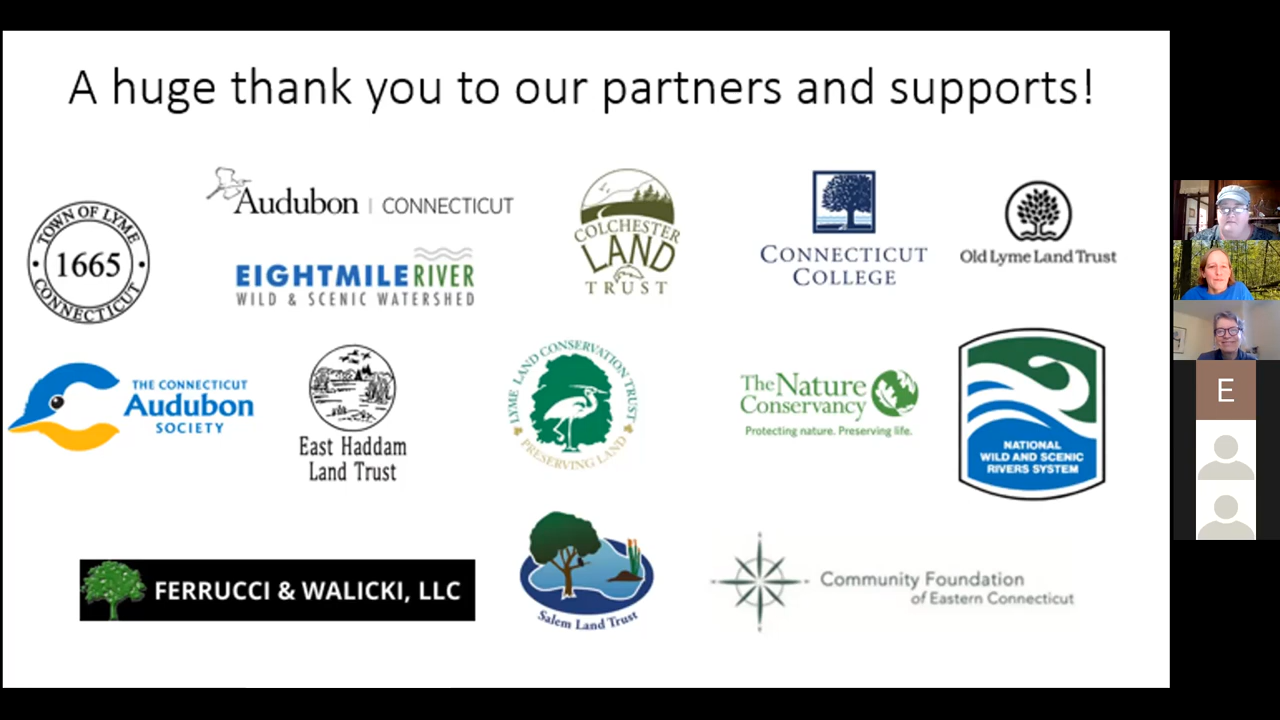 A huge thank you to our partners and supports!
TOWN OF LYME
1665
CONNECTICUT
Audubon | CONNECTICUT
EIGHTMILE RIVER
WILD & SCENIC WATERSHED
COLCHESTER
LAND
TRUST
CONNECTICUT
COLLEGE
Old Lyme Land Trust
THE CONNECTICUT
Audubon
SOCIETY
East Haddam
Land Trust
LYME LAND CONSERVATION TRUST
PRESERVING LAND
The Nature
Conservancy
Protecting nature. Preserving life.
NATIONAL
WILD AND SCENIC
RIVERS SYSTEM
FERRUCCI & WALICKI, LLC
Salem Land Trust
Community Foundation
of Eastern Connecticut
E